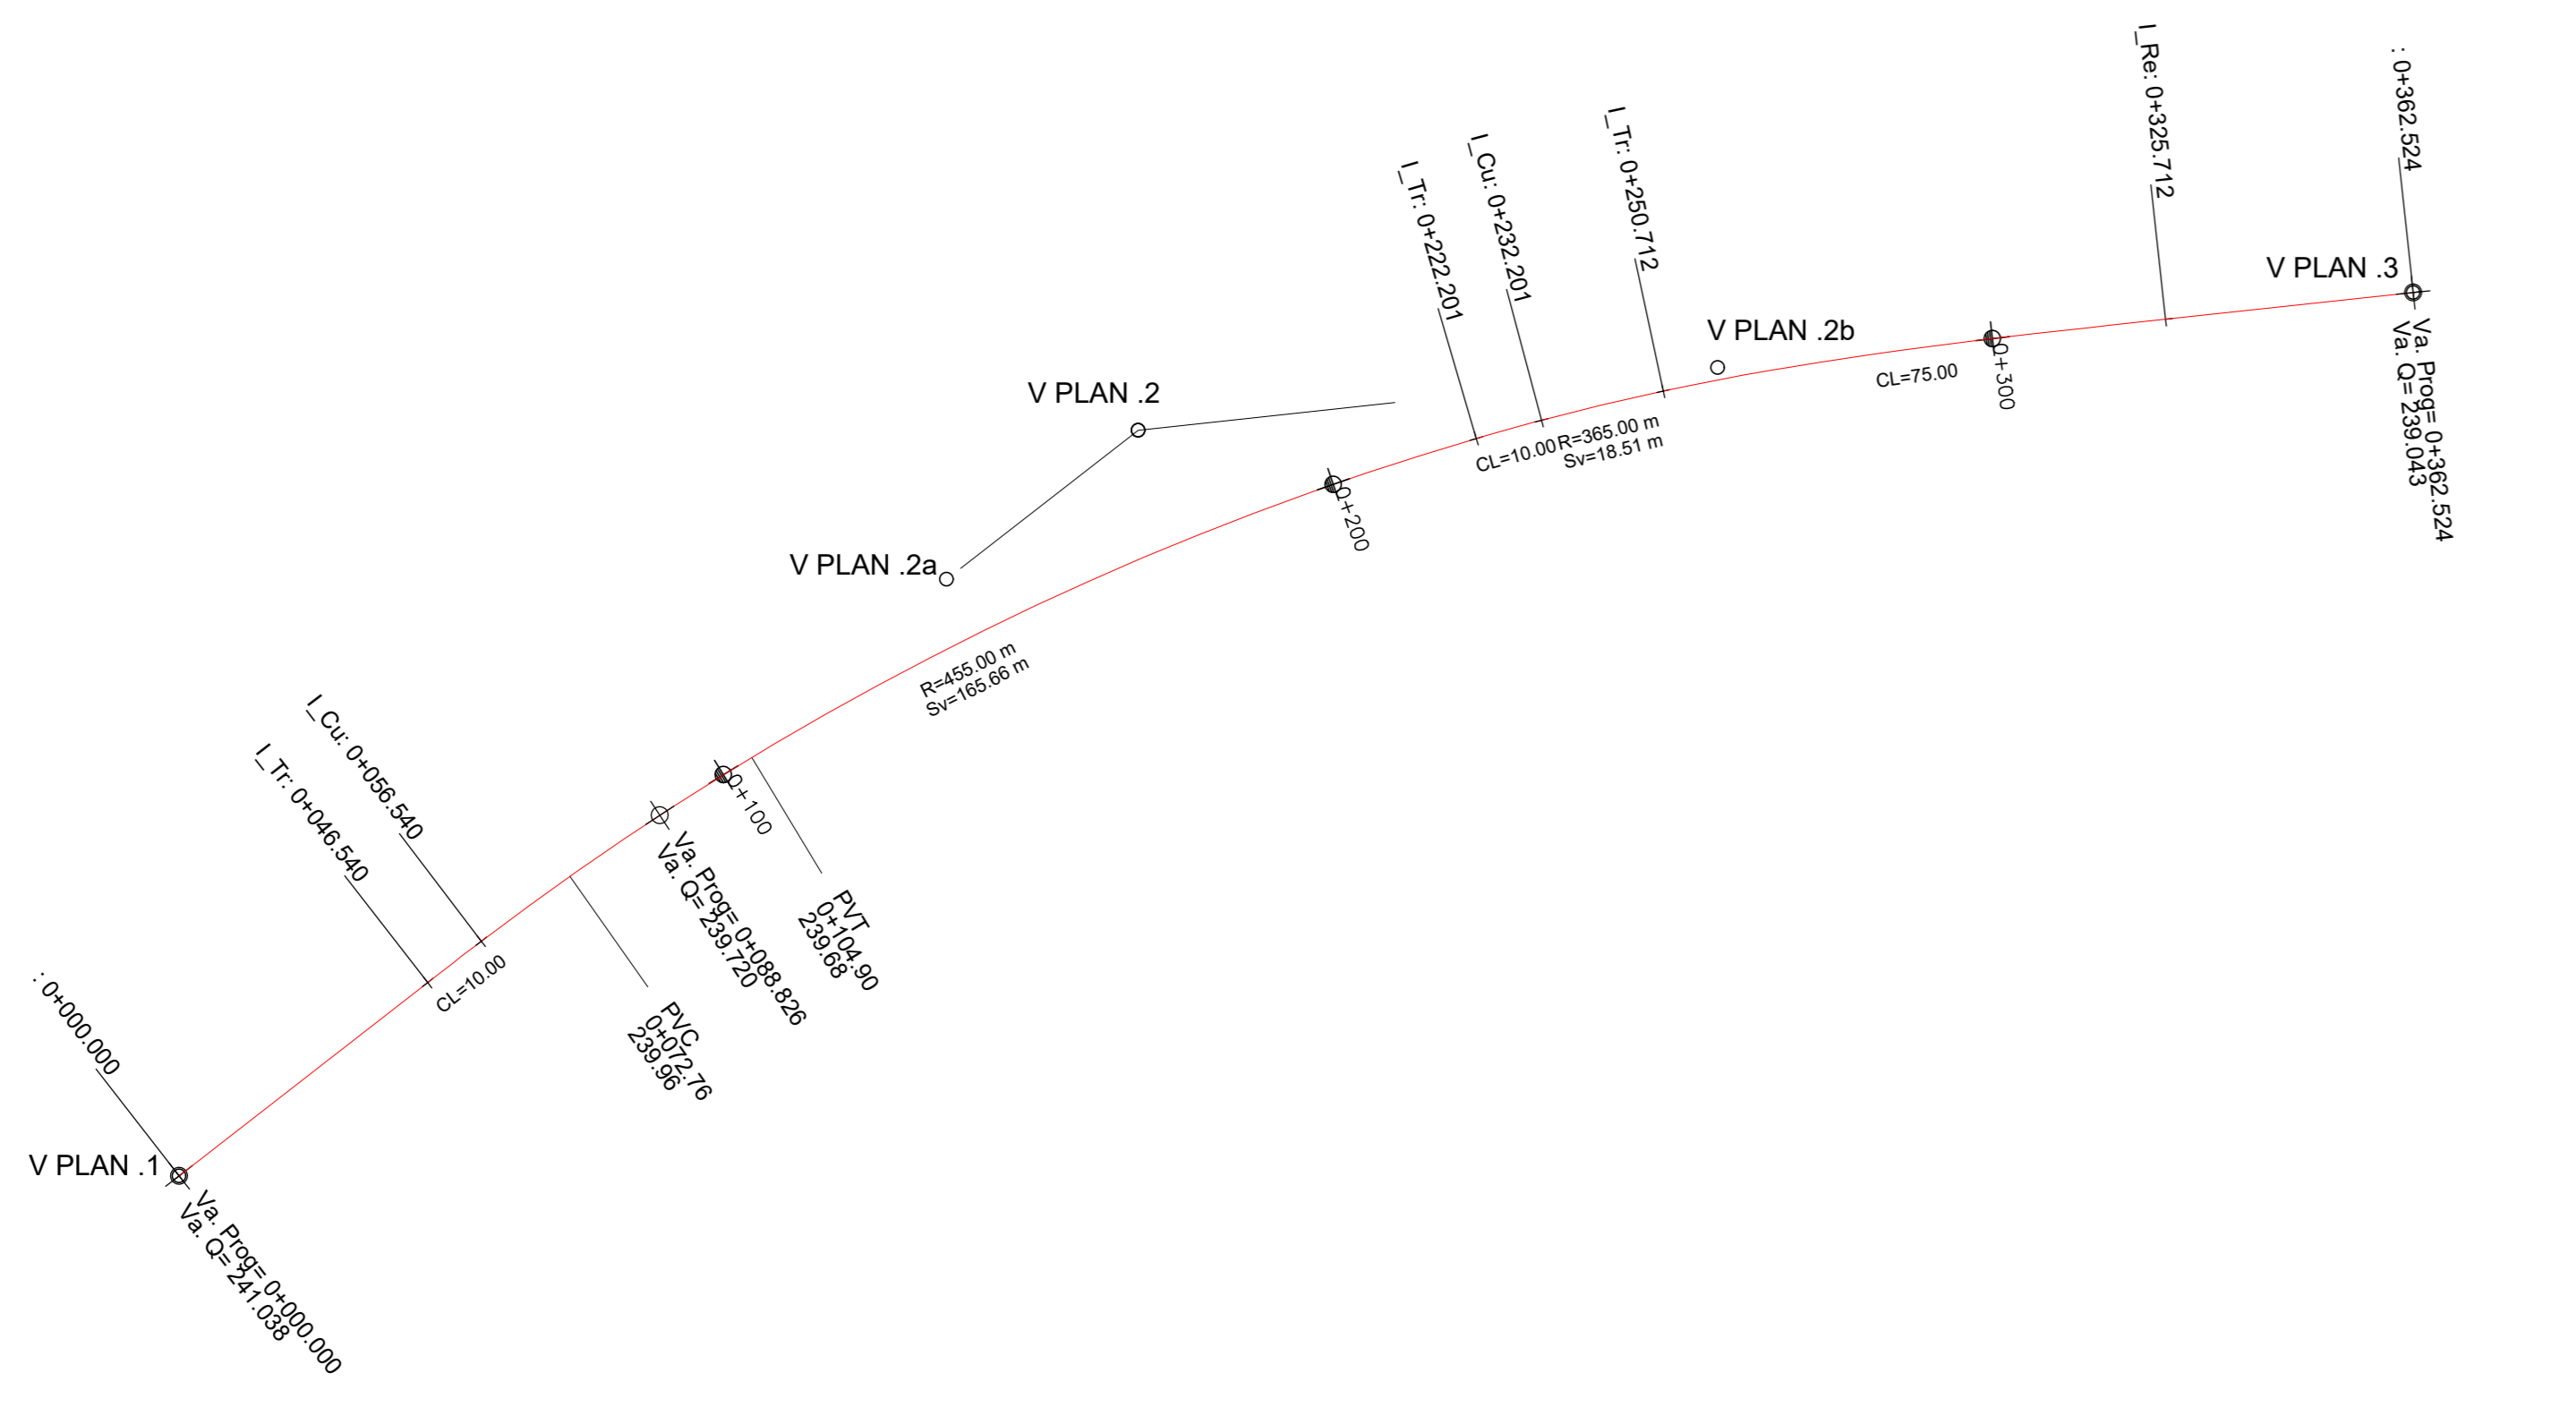 I_Re: 0+325.712
: 0+362.524
I_Tr: 0+250.712
I_Cu: 0+232.201
I_Tr: 0+222.201
V PLAN .3
V PLAN .2b
Va. Prog= 0+362.524
Va. Q= 239.043
0+300
CL=75.00
V PLAN .2
R=365.00 m
Sv=18.51 m
CL=10.00
0+200
V PLAN .2a
R=455.00 m
Sv=165.66 m
I_Cu: 0+056.540
I_Tr: 0+046.540
0+100
Va. Prog= 0+088.826
Va. Q= 239.720
PVT
0+104.90
239.68
CL=10.00
: 0+000.000
PVC
0+072.76
239.96
V PLAN .1
Va. Prog= 0+000.000
Va. Q= 241.038